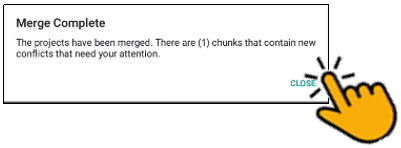 Merge Complete
The projects have been merged. There are (1) chunks that contain new
conflicts that need your attention.
CLOSE